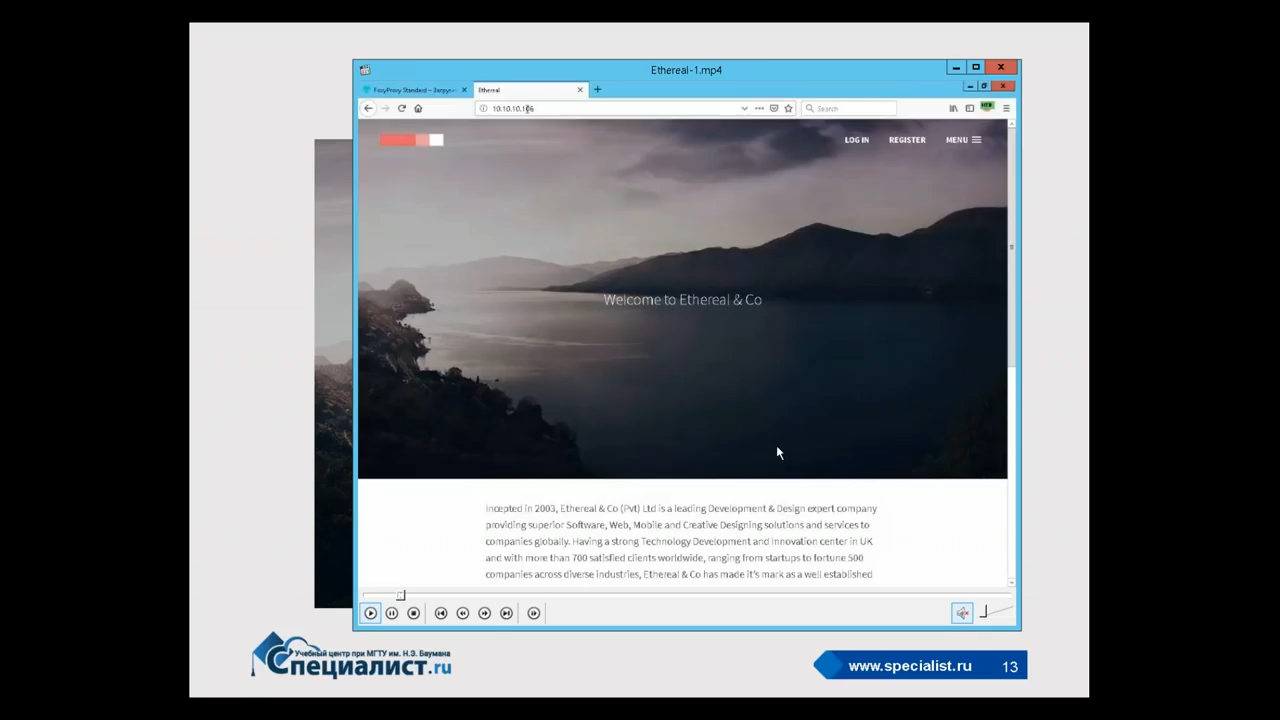 Ethereal-1.mp4
FoxyProxy Standard – Загрузи
Ethereal
10.10.10.106
Search
LOG IN
REGISTER
MENU
Welcome to Ethereal & Co
Incepted in 2003, Ethereal & Co (Pvt) Ltd is a leading Development & Design expert company
providing superior Software, Web, Mobile and Creative Designing solutions and services to
companies globally. Having a strong Technology Development and Innovation center in UK
and with more than 700 satisfied clients worldwide, ranging from startups to fortune 500
companies across diverse industries, Ethereal & Co has made it's mark as a well established
Учебный центр при МГТУ им. Н.Э. Баумана
Специалист.ru
www.specialist.ru
13